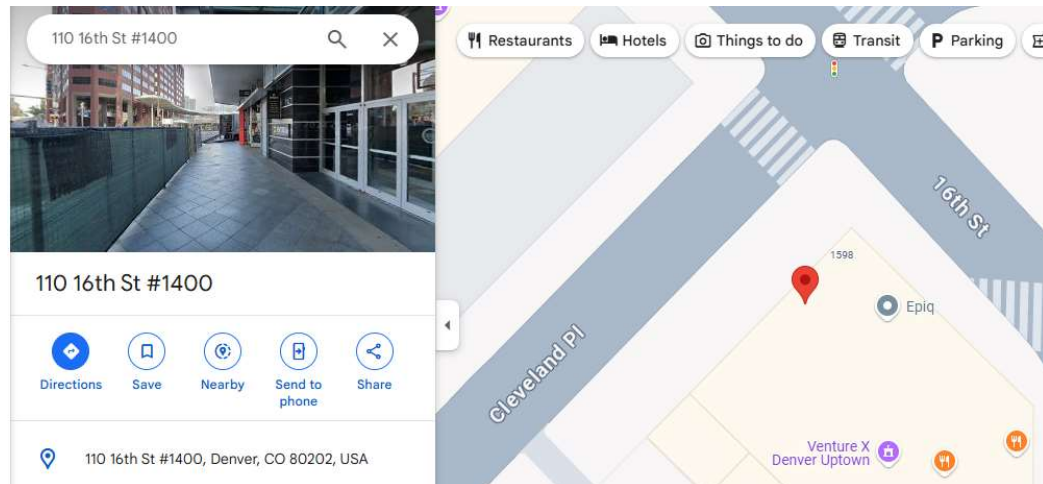 110 16th St #1400
Restaurants
Hotels
Things to do
Transit
P Parking
110 16th St #1400
Directions
Save
Nearby
Send to
phone
Share
110 16th St #1400, Denver, CO 80202, USA
16th St
1598
Epiq
Cleveland Pl
Venture X
Denver Uptown